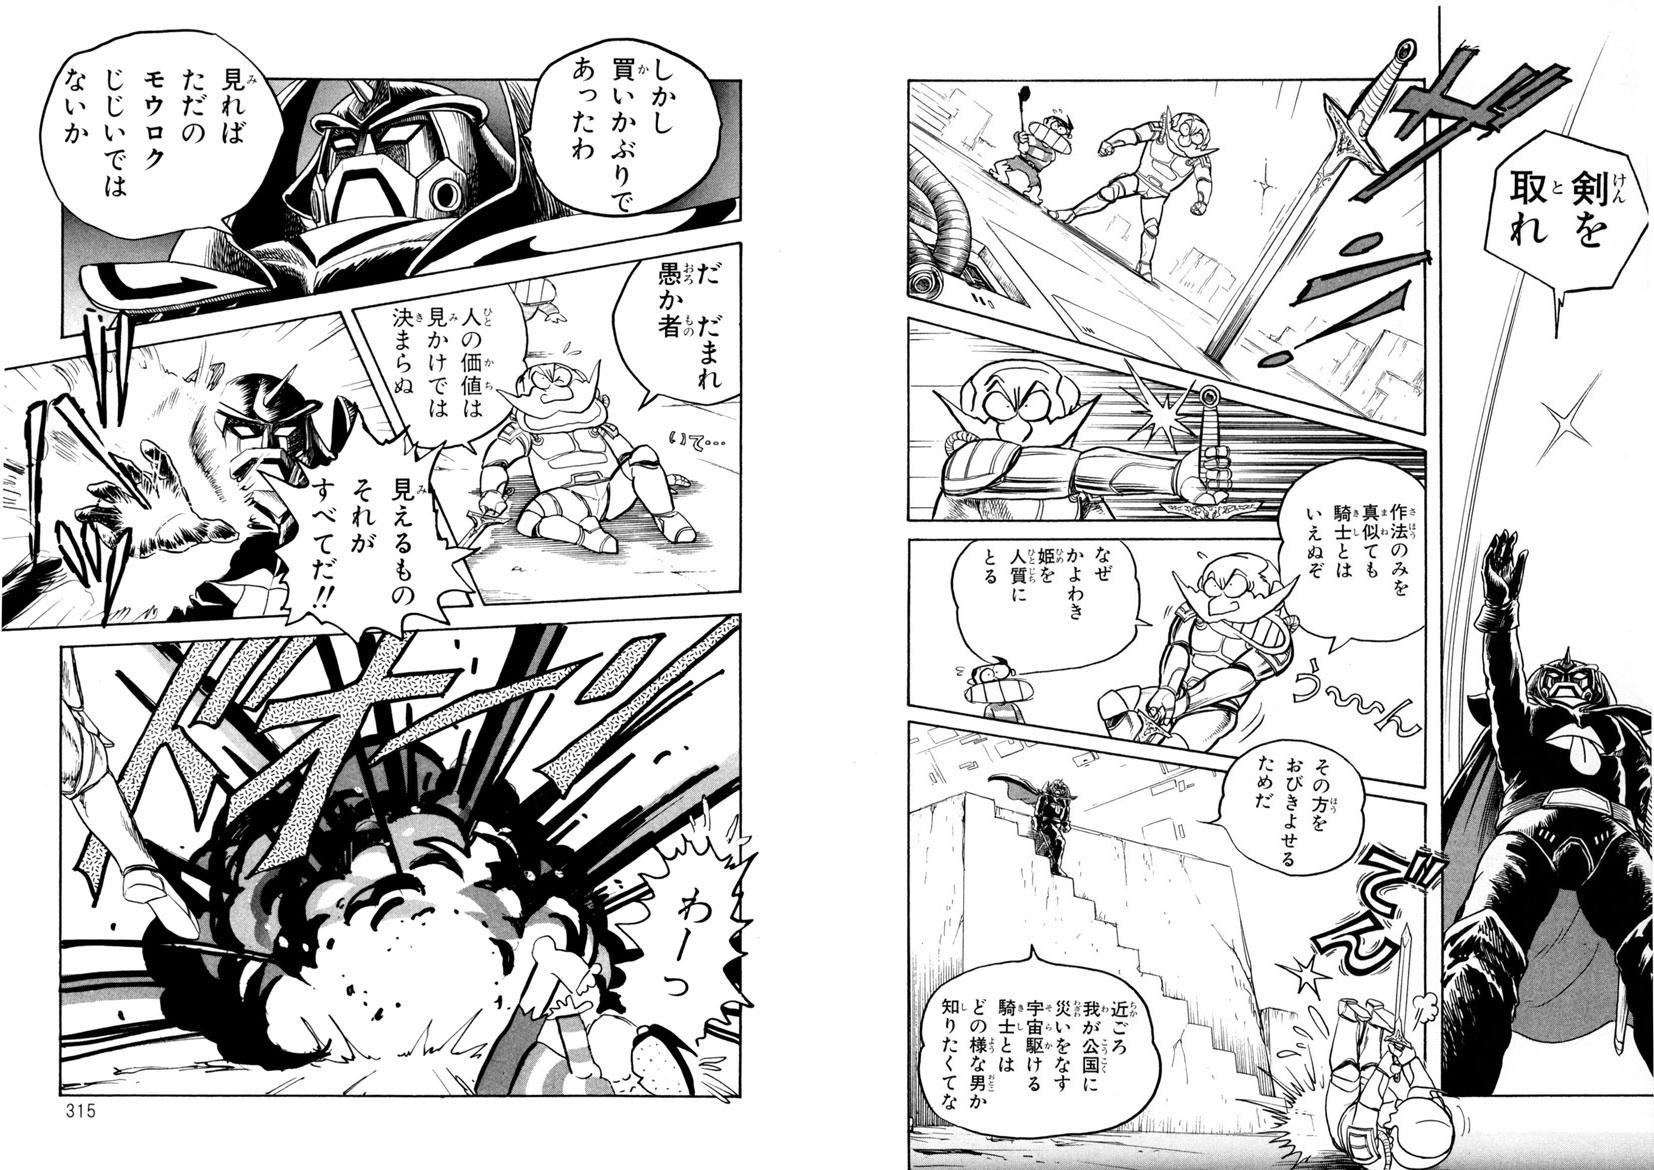 剣を
取れ
ザッ
作法のみを
真似ても
騎士とは
いえぬぞ
う〜〜ん
なぜ
かよわき
姫を
人質に
とる
その方を
おびきよせる
ためだ
でん
近ごろ
我が公国に
災いをなす
宇宙駆ける
騎士とは
どの様な男か
知りたくてな
しかし
買いかぶりで
あったわ
見れば
ただの
モウロク
じじいでは
ないか
だ だまれ
愚か者
人の価値は
見かけでは
決まらぬ
いて…
見えるもの
それが
すべてだ!!
ドオーン
わーっ
315